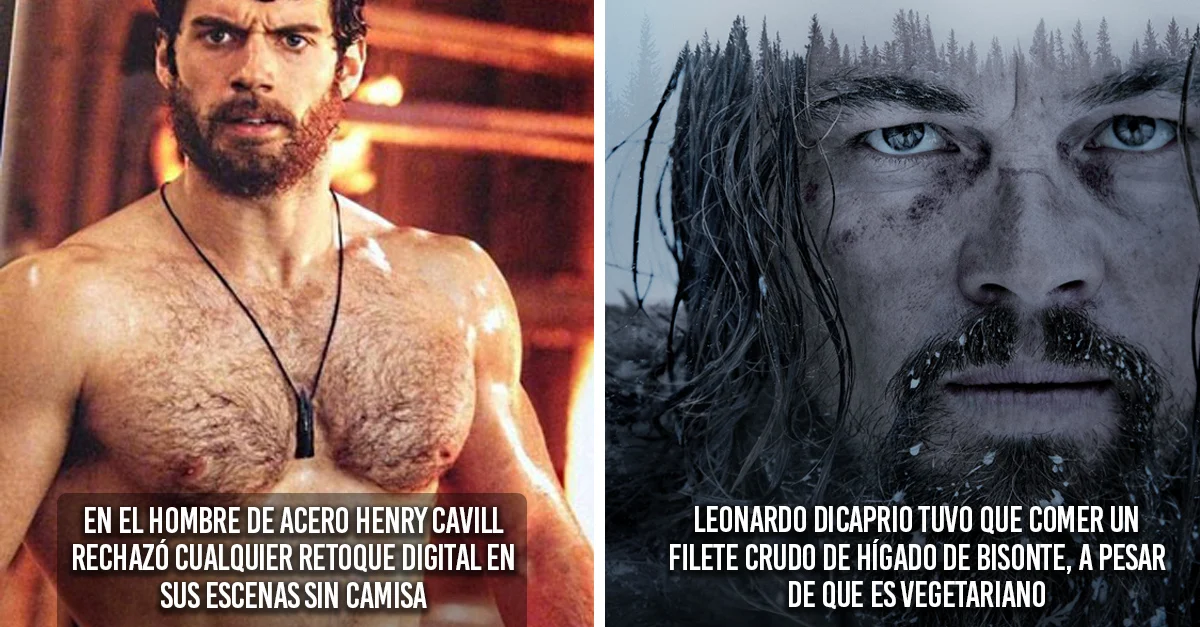 EN EL HOMBRE DE ACERO HENRY CAVILL
RECHAZÓ CUALQUIER RETOQUE DIGITAL EN
SUS ESCENAS SIN CAMISA
LEONARDO DICAPRIO TUVO QUE COMER UN
FILETE CRUDO DE HÍGADO DE BISONTE, A PESAR
DE QUE ES VEGETARIANO